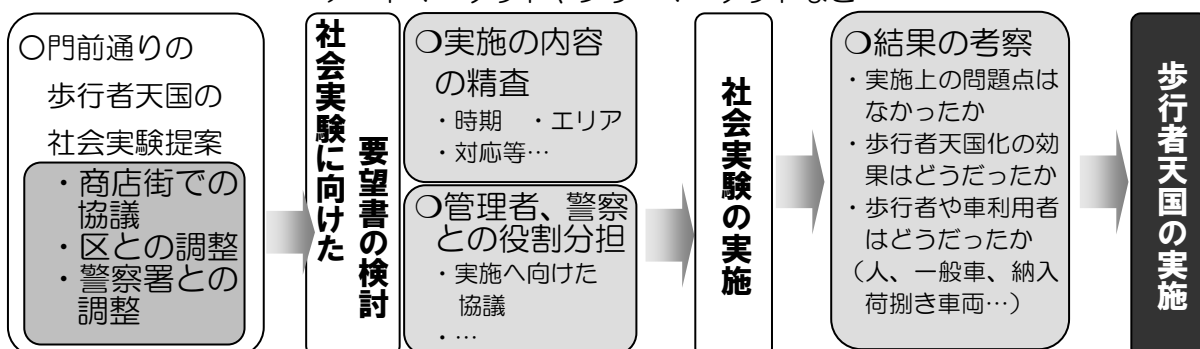 〇門前通りの
歩行者天国の
社会実験提案
・商店街での
協議
・区との調整
・警察署との
調整
社会実験に向けた
要望書の検討
〇実施の内容
の精査
・時期 ・エリア
・対応等…
〇管理者、警察
との役割分担
・実施へ向けた
協議
・…
社会実験の実施
〇結果の考察
・実施上の問題点は
なかったか
・歩行者天国化の効
果はどうだったか
・歩行者や車利用者
はどうだったか
（人、一般車、納入
荷捌き車両…）
歩行者天国の実施